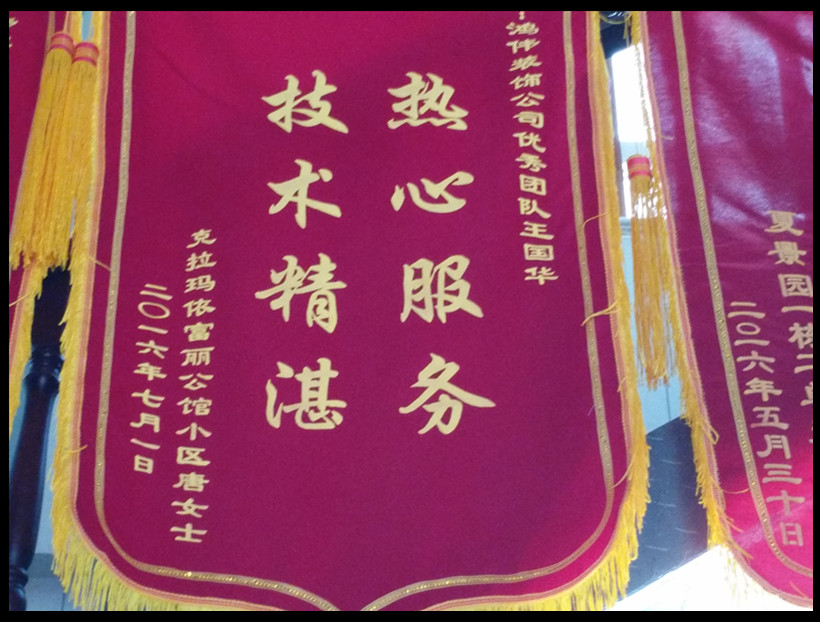 鸿伟装饰公司优秀团队王国华
热心服务
技术精湛
克拉玛依富丽公馆小区唐女士
二〇一六年七月一日
夏景园一栋二单
二〇一六年五月三十日